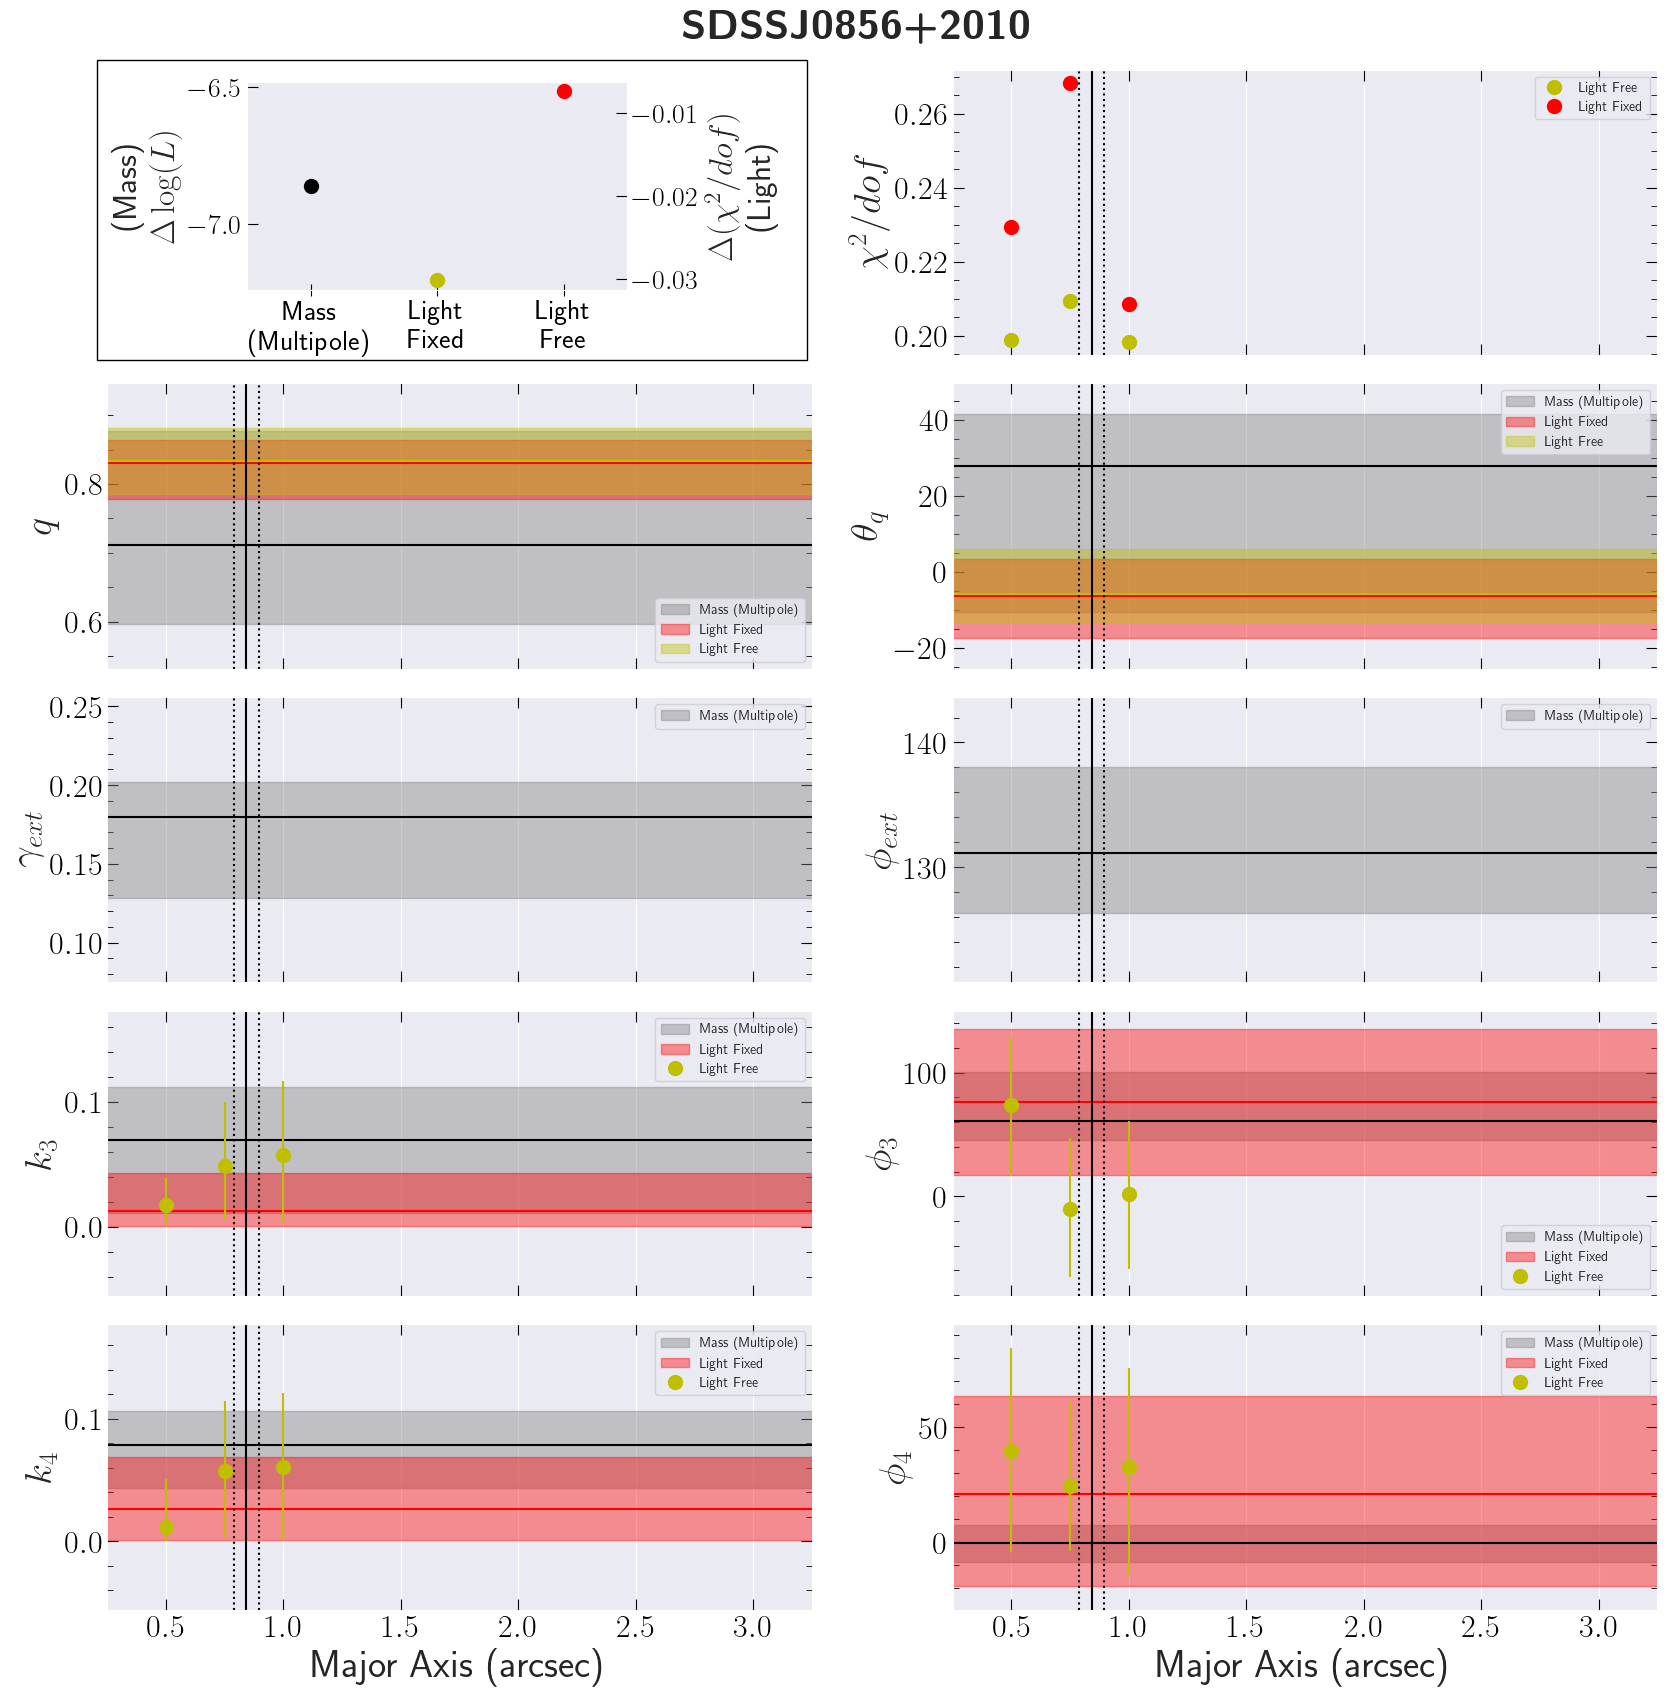 SDSSJ0856+2010
(Mass)
Δ log(L)
−6.5
−7.0
−0.01
−0.02
−0.03
Δ(χ²/dof)
(Light)
Mass
(Multipole)
Light
Fixed
Light
Free
χ²/dof
0.26
0.24
0.22
0.20
Light Free
Light Fixed
q
0.8
0.6
Mass (Multipole)
Light Fixed
Light Free
θ_q
40
20
0
−20
Mass (Multipole)
Light Fixed
Light Free
γ_ext
0.25
0.20
0.15
0.10
Mass (Multipole)
ϕ_ext
140
130
Mass (Multipole)
k_3
0.1
0.0
Mass (Multipole)
Light Fixed
Light Free
ϕ_3
100
0
Mass (Multipole)
Light Fixed
Light Free
k_4
0.1
0.0
Mass (Multipole)
Light Fixed
Light Free
ϕ_4
50
0
Mass (Multipole)
Light Fixed
Light Free
0.5 1.0 1.5 2.0 2.5 3.0
Major Axis (arcsec)
0.5 1.0 1.5 2.0 2.5 3.0
Major Axis (arcsec)